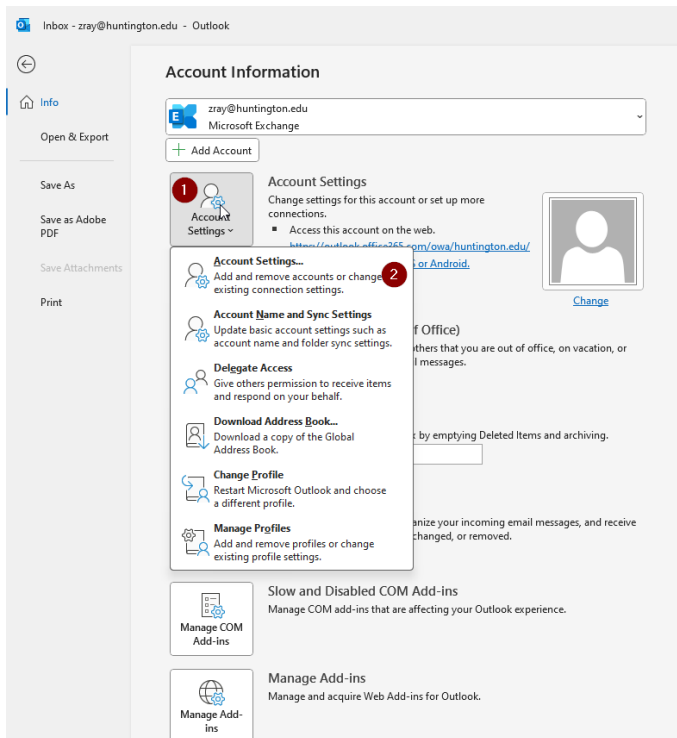 Inbox - zray@huntington.edu - Outlook
Account Information
Info
zray@huntington.edu
Microsoft Exchange
Open & Export
Add Account
Save As
Save as Adobe
PDF
Save Attachments
Print
1
Account
Settings
Account Settings
Change settings for this account or set up more
connections.
Access this account on the web.
https://outlook.office365.com/owa/huntington.edu/
S or Android.
Change
Account Settings...
Add and remove accounts or change
existing connection settings.
2
Account Name and Sync Settings
Update basic account settings such as
account name and folder sync settings.
f Office)
others that you are out of office, on vacation, or
l messages.
Delegate Access
Give others permission to receive items
and respond on your behalf.
Download Address Book...
Download a copy of the Global
Address Book.
x by emptying Deleted Items and archiving.
Change Profile
Restart Microsoft Outlook and choose
a different profile.
Manage Profiles
Add and remove profiles or change
existing profile settings.
anize your incoming email messages, and receive
changed, or removed.
Manage COM
Add-ins
Slow and Disabled COM Add-ins
Manage COM add-ins that are affecting your Outlook experience.
Manage Add-
ins
Manage Add-ins
Manage and acquire Web Add-ins for Outlook.